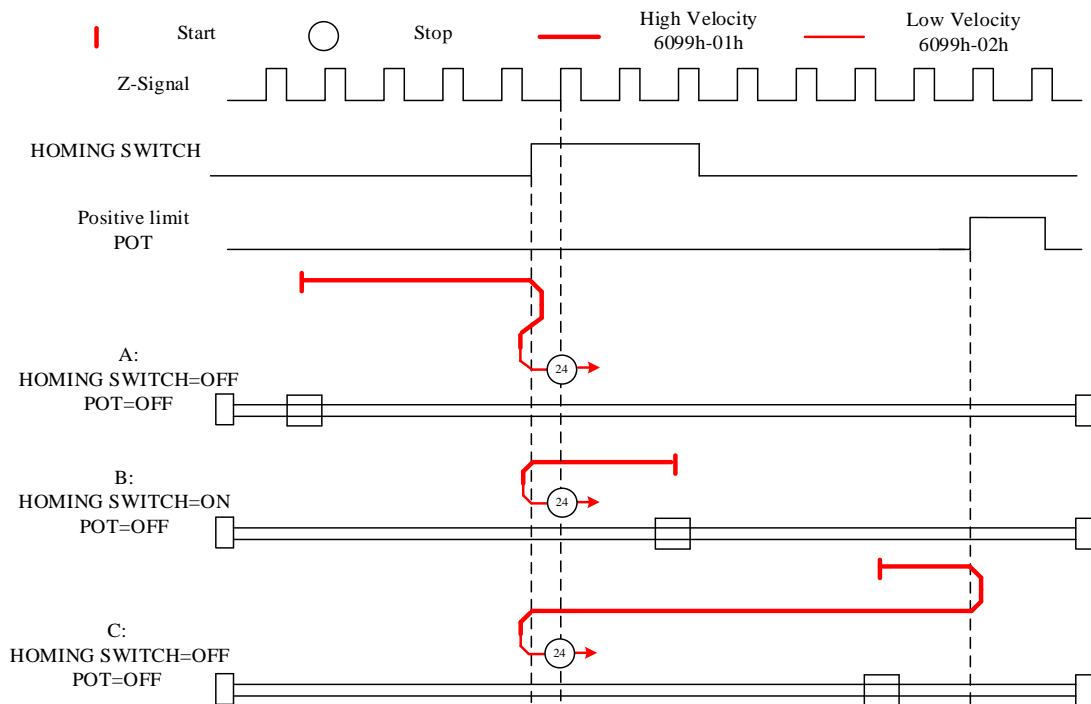 Start
Stop
High Velocity
6099h-01h
Low Velocity
6099h-02h
Z-Signal
HOMING SWITCH
Positive limit
POT
24
A:
HOMING SWITCH=OFF
POT=OFF
24
B:
HOMING SWITCH=ON
POT=OFF
24
C:
HOMING SWITCH=OFF
POT=OFF